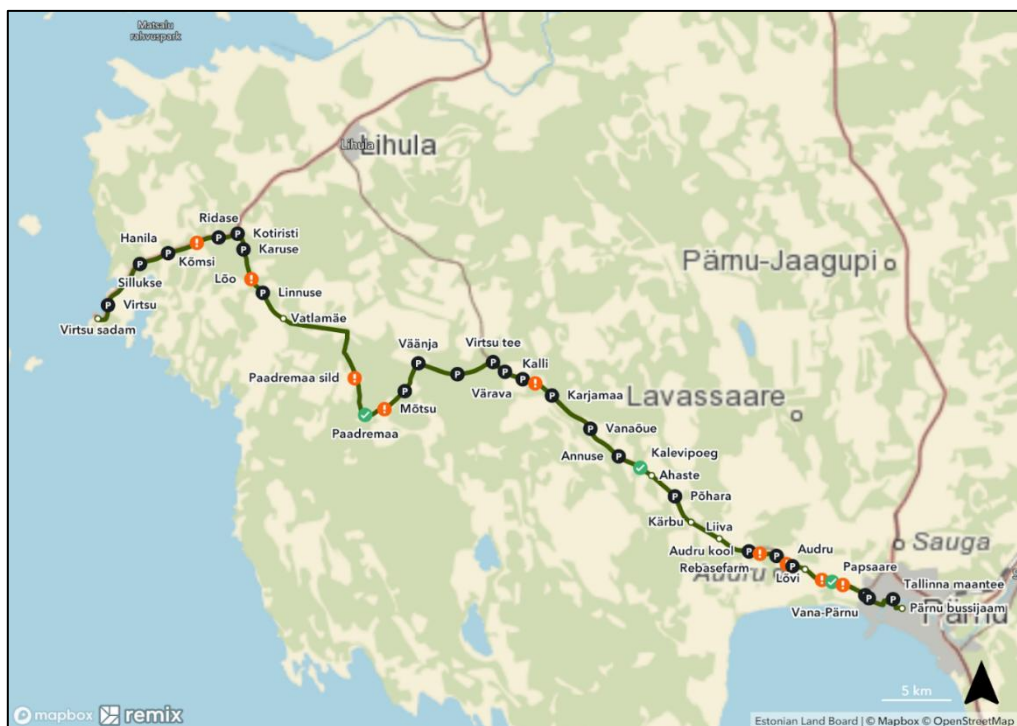 Matsalu
rahvuspark
Lihula
Lihula
Ridase
Kotiristi
Hanila
Karuse
Kõmsi
Sillukse
Lõo
Linnuse
Virtsu
Virtsu sadam
Vatlamäe
Pärnu-Jaagupi
Väänja
Virtsu tee
Kalli
Paadremaa sild
Värava
Karjamaa
Mõtsu
Lavassaare
Paadremaa
Vanaõue
Annuse
Kalevipoeg
Ahaste
Põhara
Kärbu
Liiva
Audru kool
Audru
Sauga
Rebasefarm
Audru
Lõvi
Papsaare
Tallinna maantee
Vana-Pärnu
Pärnu bussijaam
Pärnu
5 km
mapbox remix
Estonian Land Board | © Mapbox © OpenStreetMap